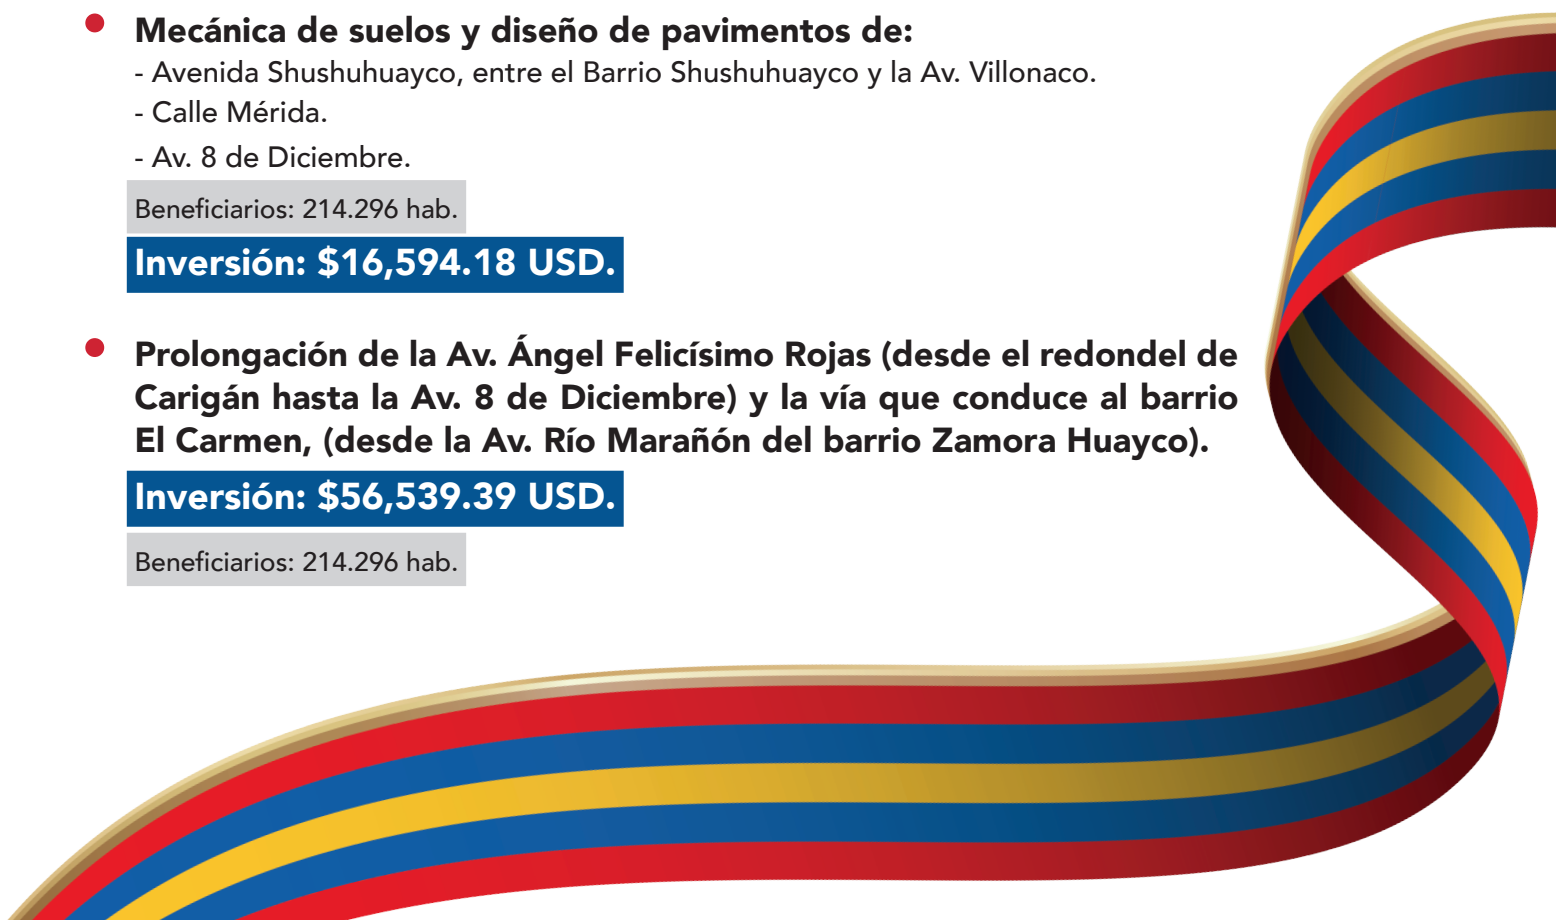 Mecánica de suelos y diseño de pavimentos de:
- Avenida Shushuhuayco, entre el Barrio Shushuhuayco y la Av. Villonaco.
- Calle Mérida.
- Av. 8 de Diciembre.
Beneficiarios: 214.296 hab.
Inversión: $16,594.18 USD.
Prolongación de la Av. Ángel Felicísimo Rojas (desde el redondel de
Carigán hasta la Av. 8 de Diciembre) y la vía que conduce al barrio
El Carmen, (desde la Av. Río Marañón del barrio Zamora Huayco).
Inversión: $56,539.39 USD.
Beneficiarios: 214.296 hab.